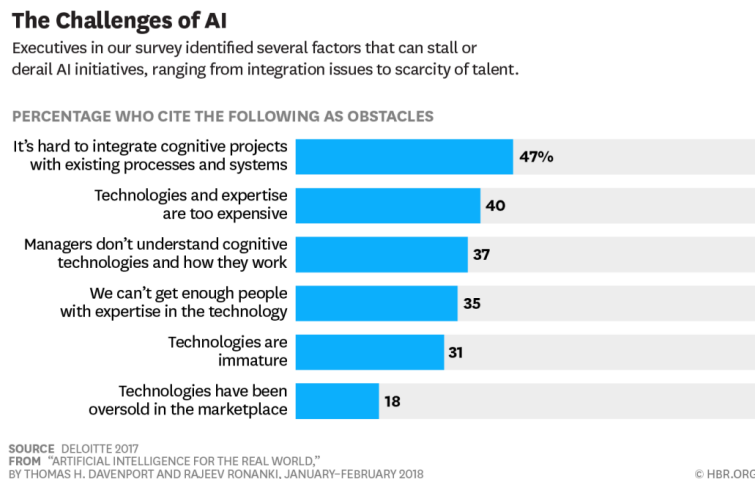 The Challenges of AI
Executives in our survey identified several factors that can stall or
derail AI initiatives, ranging from integration issues to scarcity of talent.
PERCENTAGE WHO CITE THE FOLLOWING AS OBSTACLES
It’s hard to integrate cognitive projects
with existing processes and systems
47%
Technologies and expertise
are too expensive
40
Managers don’t understand cognitive
technologies and how they work
37
We can’t get enough people
with expertise in the technology
35
Technologies are
immature
31
Technologies have been
oversold in the marketplace
18
SOURCE DELOITTE 2017
FROM “ARTIFICIAL INTELLIGENCE FOR THE REAL WORLD,”
BY THOMAS H. DAVENPORT AND RAJEEV RONANKI, JANUARY–FEBRUARY 2018
© HBR.ORG